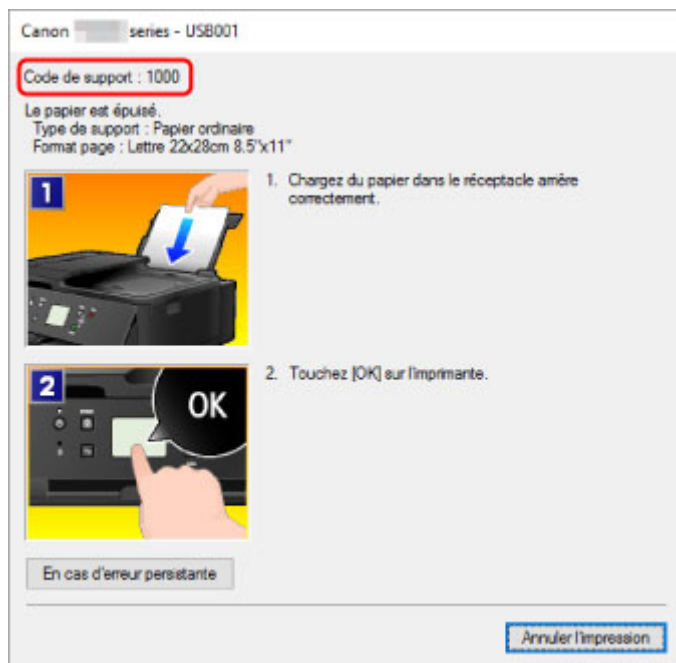 Canon series - USB001
Code de support : 1000
Le papier est épuisé.
Type de support : Papier ordinaire
Format page : Lettre 22x28cm 8.5"x11"
1
1. Chargez du papier dans le réceptacle arrière
correctement.
2
OK
2. Touchez [OK] sur l'imprimante.
En cas d'erreur persistante
Annuler l'impression